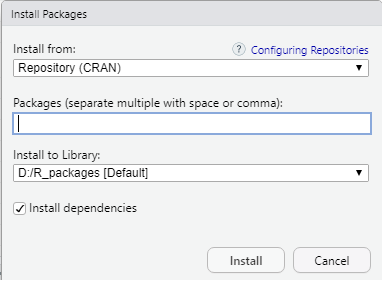 Install Packages
Install from:
? Configuring Repositories
Repository (CRAN)
Packages (separate multiple with space or comma):
Install to Library:
D:/R_packages [Default]
Install dependencies
Install
Cancel